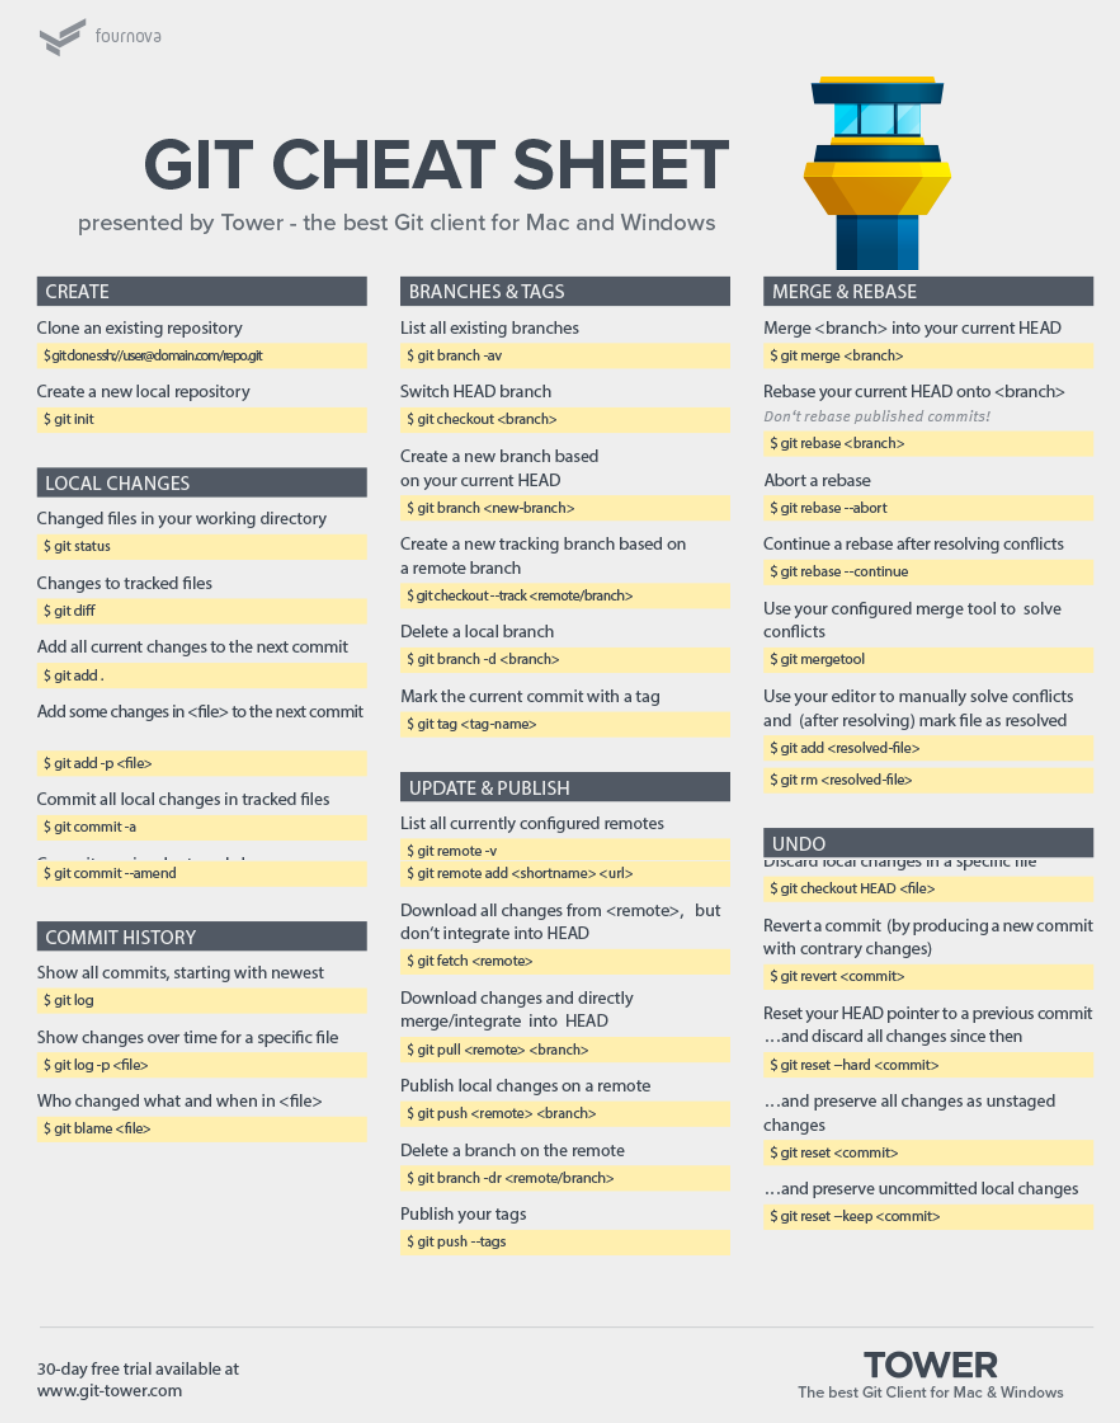 fournova
GIT CHEAT SHEET
presented by Tower - the best Git client for Mac and Windows
CREATE
Clone an existing repository
$ git clone ssh://user@domain.com/repo.git
Create a new local repository
$ git init
LOCAL CHANGES
Changed files in your working directory
$ git status
Changes to tracked files
$ git diff
Add all current changes to the next commit
$ git add .
Add some changes in <file> to the next commit
$ git add -p <file>
Commit all local changes in tracked files
$ git commit -a
$ git commit --amend
COMMIT HISTORY
Show all commits, starting with newest
$ git log
Show changes over time for a specific file
$ git log -p <file>
Who changed what and when in <file>
$ git blame <file>
BRANCHES & TAGS
List all existing branches
$ git branch -av
Switch HEAD branch
$ git checkout <branch>
Create a new branch based
on your current HEAD
$ git branch <new-branch>
Create a new tracking branch based on
a remote branch
$ git checkout --track <remote/branch>
Delete a local branch
$ git branch -d <branch>
Mark the current commit with a tag
$ git tag <tag-name>
UPDATE & PUBLISH
List all currently configured remotes
$ git remote -v
$ git remote add <shortname> <url>
Download all changes from <remote>, but
don't integrate into HEAD
$ git fetch <remote>
Download changes and directly
merge/integrate into HEAD
$ git pull <remote> <branch>
Publish local changes on a remote
$ git push <remote> <branch>
Delete a branch on the remote
$ git branch -dr <remote/branch>
Publish your tags
$ git push --tags
MERGE & REBASE
Merge <branch> into your current HEAD
$ git merge <branch>
Rebase your current HEAD onto <branch>
Don't rebase published commits!
$ git rebase <branch>
Abort a rebase
$ git rebase --abort
Continue a rebase after resolving conflicts
$ git rebase --continue
Use your configured merge tool to solve
conflicts
$ git mergetool
Use your editor to manually solve conflicts
and (after resolving) mark file as resolved
$ git add <resolved-file>
$ git rm <resolved-file>
UNDO
Discard local changes in a specific file
$ git checkout HEAD <file>
Revert a commit (by producing a new commit
with contrary changes)
$ git revert <commit>
Reset your HEAD pointer to a previous commit
...and discard all changes since then
$ git reset --hard <commit>
...and preserve all changes as unstaged
changes
$ git reset <commit>
...and preserve uncommitted local changes
$ git reset --keep <commit>
30-day free trial available at
www.git-tower.com
TOWER
The best Git Client for Mac & Windows